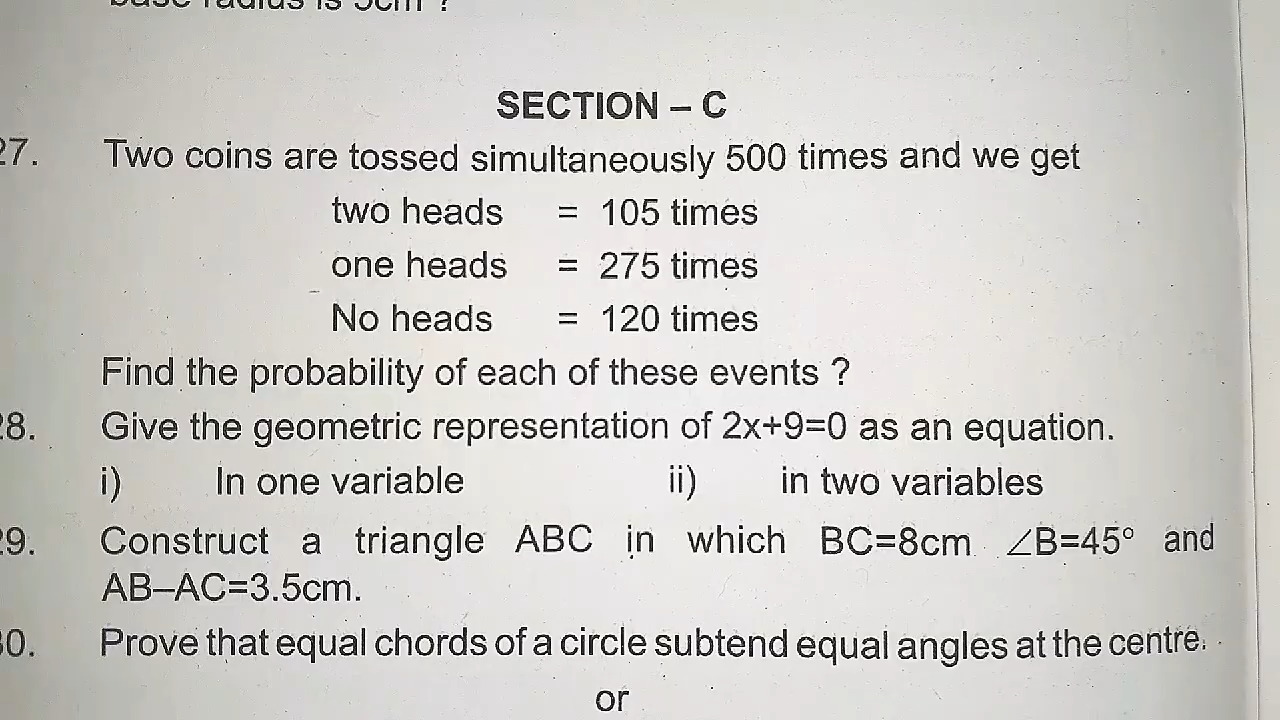 base radius is 5cm ?
SECTION – C
27. Two coins are tossed simultaneously 500 times and we get
two heads = 105 times
one heads = 275 times
No heads = 120 times
Find the probability of each of these events ?
28. Give the geometric representation of 2x+9=0 as an equation.
i) In one variable ii) in two variables
29. Construct a triangle ABC in which BC=8cm ∠B=45° and
AB–AC=3.5cm.
30. Prove that equal chords of a circle subtend equal angles at the centre.
or